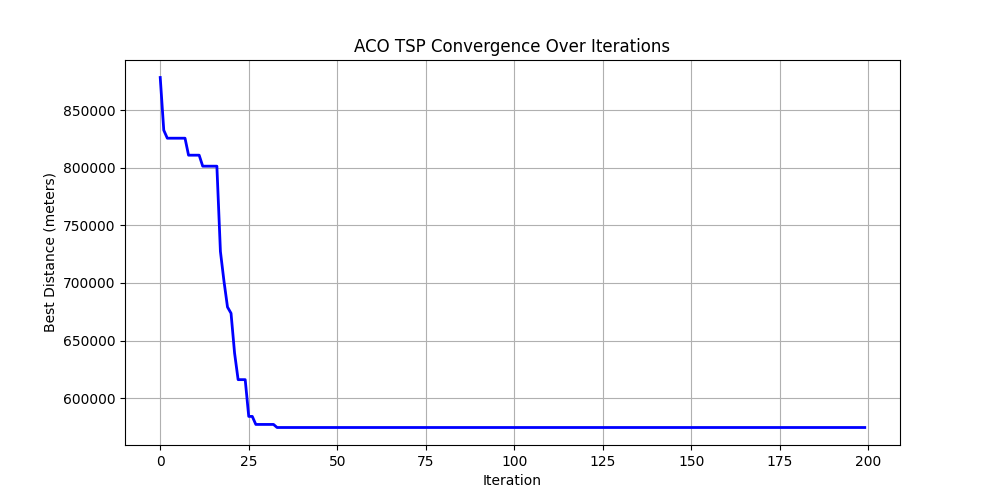 ACO TSP Convergence Over Iterations
Best Distance (meters)
850000
800000
750000
700000
650000
600000
0 25 50 75 100 125 150 175 200
Iteration